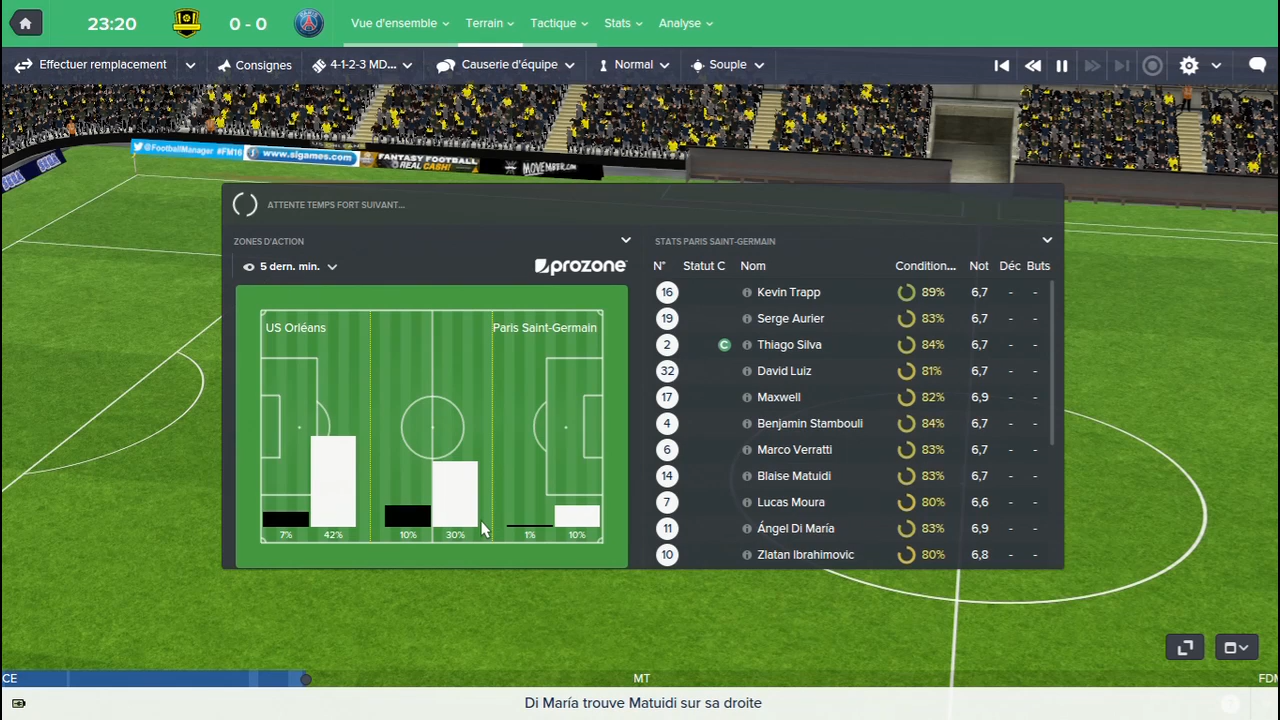 23:20 0 - 0 Vue d'ensemble Terrain Tactique Stats Analyse
Effectuer remplacement Consignes 4-1-2-3 MD... Causerie d'équipe Normal Souple
@FootballManager #FM16 www.sigames.com FANTASY FOOTBALL REAL CASH! MOVEMBER.COM
SEGA
ATTENTE TEMPS FORT SUIVANT...
ZONES D'ACTION
5 dern. min. prozone
US Orléans Paris Saint-Germain
7% 42% 10% 30% 1% 10%
STATS PARIS SAINT-GERMAIN
N° Statut C Nom Condition... Not Déc Buts
16 Kevin Trapp 89% 6,7 - -
19 Serge Aurier 83% 6,7 - -
2 C Thiago Silva 84% 6,7 - -
32 David Luiz 81% 6,7 - -
17 Maxwell 82% 6,9 - -
4 Benjamin Stambouli 84% 6,7 - -
6 Marco Verratti 83% 6,7 - -
14 Blaise Matuidi 83% 6,7 - -
7 Lucas Moura 80% 6,6 - -
11 Ángel Di María 83% 6,9 - -
10 Zlatan Ibrahimovic 80% 6,8 - -
CE MT FDM
Di María trouve Matuidi sur sa droite